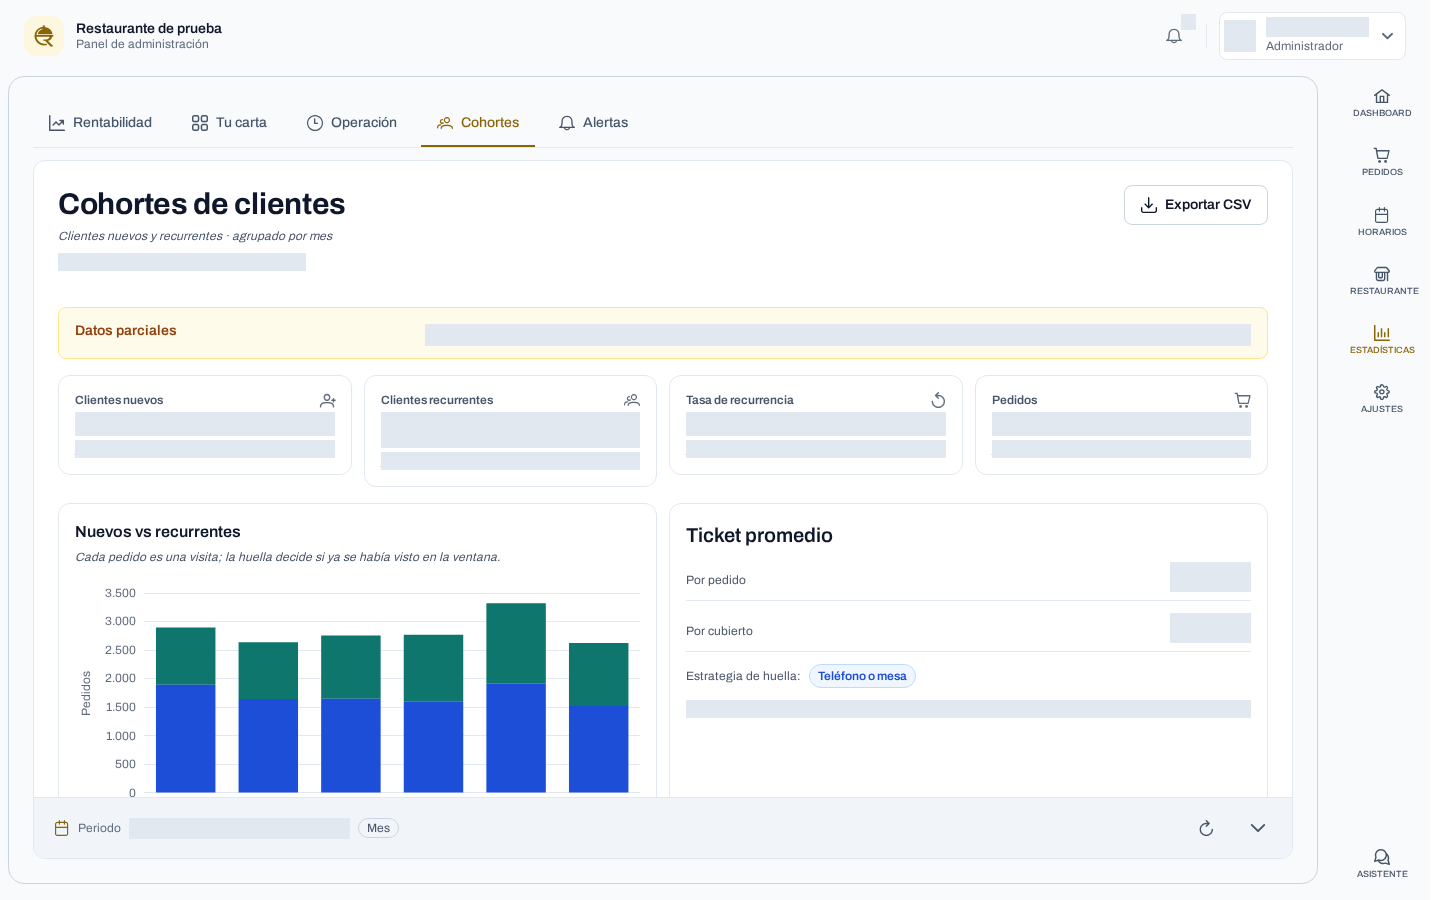 Restaurante de prueba
Panel de administración
Administrador
Rentabilidad
Tu carta
Operación
Cohortes
Alertas
DASHBOARD
PEDIDOS
HORARIOS
RESTAURANTE
ESTADÍSTICAS
AJUSTES
ASISTENTE
Cohortes de clientes
Exportar CSV
Clientes nuevos y recurrentes · agrupado por mes
Datos parciales
Clientes nuevos
Clientes recurrentes
Tasa de recurrencia
Pedidos
Nuevos vs recurrentes
Cada pedido es una visita; la huella decide si ya se había visto en la ventana.
Pedidos
3.500
3.000
2.500
2.000
1.500
1.000
500
0
Ticket promedio
Por pedido
Por cubierto
Estrategia de huella: Teléfono o mesa
Periodo
Mes